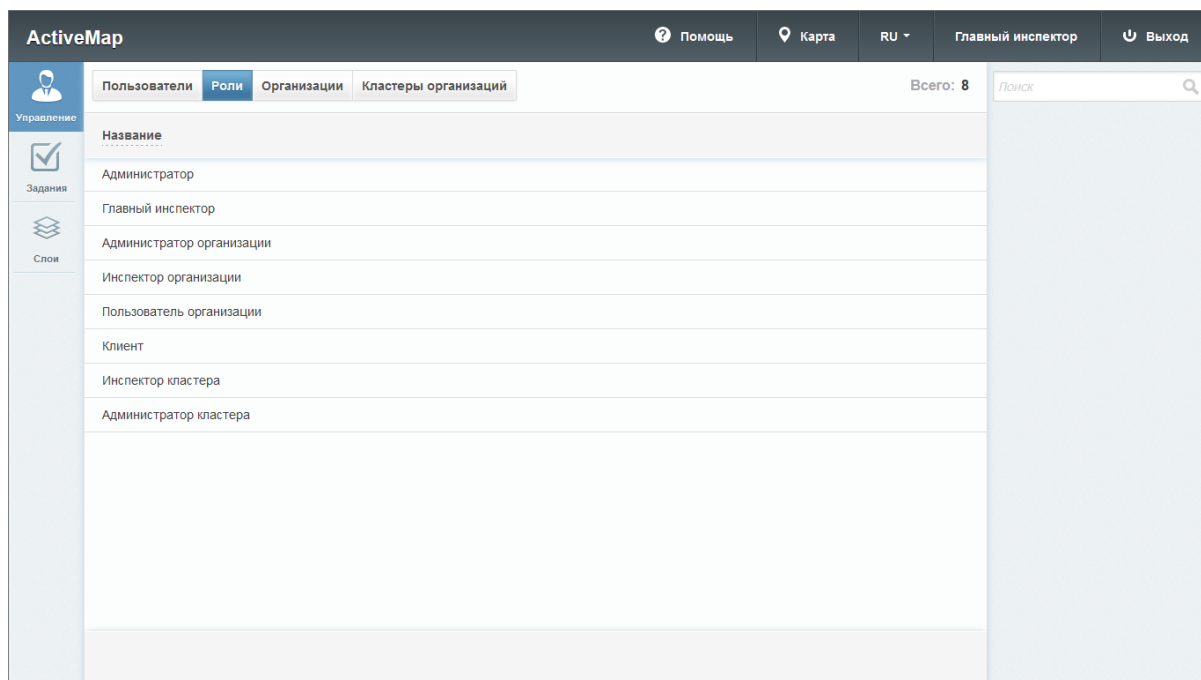 ActiveMap
Помощь
Карта
RU
Главный инспектор
Выход
Управление
Задания
Слои
Пользователи Роли Организации Кластеры организаций
Всего: 8
Поиск
Название
Администратор
Главный инспектор
Администратор организации
Инспектор организации
Пользователь организации
Клиент
Инспектор кластера
Администратор кластера